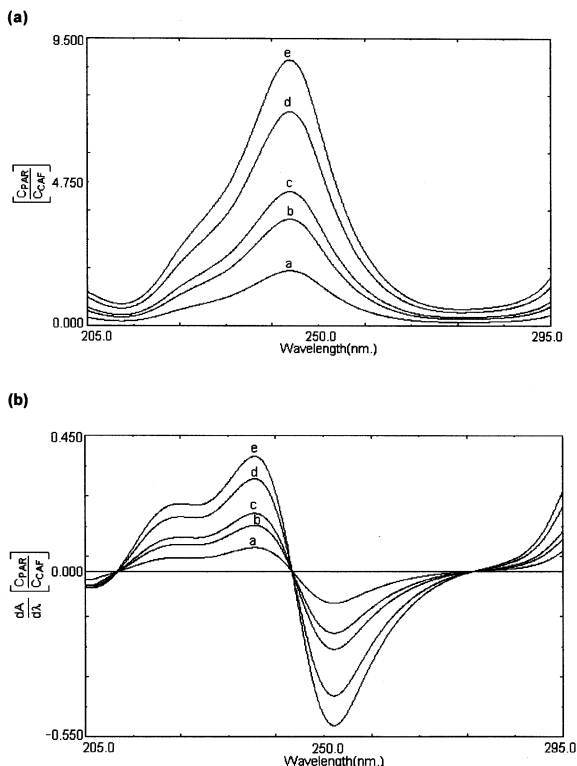 (a)
9.500
e
d
[C_PAR / C_CAF]
4.750
c
b
a
0.000
205.0 250.0 295.0
Wavelength(nm.)
(b)
0.450
e
d
c
b
a
dA/dλ [C_PAR / C_CAF]
0.000
-0.550
205.0 250.0 295.0
Wavelength(nm.)